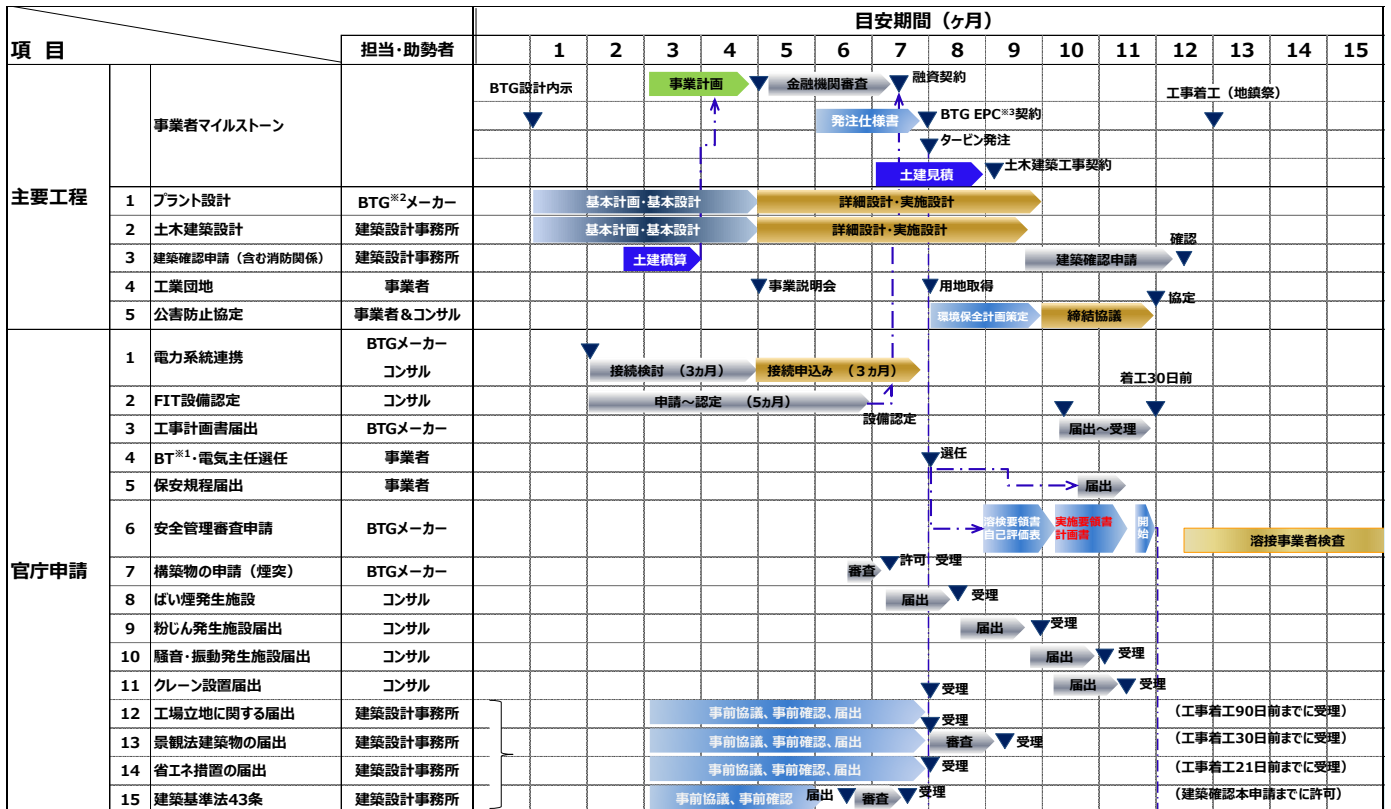 目安期間（ヶ月）
項 目
担当･助勢者
1 2 3 4 5 6 7 8 9 10 11 12 13 14 15
主要工程
事業者マイルストーン
BTG設計内示
事業計画
金融機関審査
融資契約
工事着工（地鎮祭）
発注仕様書
BTG EPC※3契約
タービン発注
土建見積
土木建築工事契約
1 プラント設計 BTG※2メーカー 基本計画･基本設計 詳細設計･実施設計
2 土木建築設計 建築設計事務所 基本計画･基本設計 詳細設計･実施設計
確認
3 建築確認申請（含む消防関係） 建築設計事務所 土建積算 建築確認申請
4 工業団地 事業者 事業説明会 用地取得
協定
5 公害防止協定 事業者＆コンサル 環境保全計画策定 締結協議
官庁申請
1 電力系統連携
BTGメーカー
コンサル
接続検討 （3ヵ月） 接続申込み （３ヵ月）
着工30日前
2 FIT設備認定 コンサル 申請～認定 （5ヵ月）
設備認定
3 工事計画書届出 BTGメーカー 届出～受理
4 BT※1･電気主任選任 事業者 選任
5 保安規程届出 事業者 届出
6 安全管理審査申請 BTGメーカー
溶検要領書
自己評価表
実施要領書
計画書
開
始
溶接事業者検査
7 構築物の申請（煙突） BTGメーカー 審査 許可 受理
8 ばい煙発生施設 コンサル 届出 受理
9 粉じん発生施設届出 コンサル 届出 受理
10 騒音･振動発生施設届出 コンサル 届出 受理
11 クレーン設置届出 コンサル 受理 届出 受理
12 工場立地に関する届出 建築設計事務所 事前協議､事前確認､届出 受理 （工事着工90日前までに受理）
13 景観法建築物の届出 建築設計事務所 事前協議､事前確認､届出 審査 受理 （工事着工30日前までに受理）
14 省エネ措置の届出 建築設計事務所 事前協議､事前確認､届出 受理 （工事着工21日前までに受理）
15 建築基準法43条 建築設計事務所 事前協議､事前確認 届出 審査 受理 （建築確認本申請までに許可）